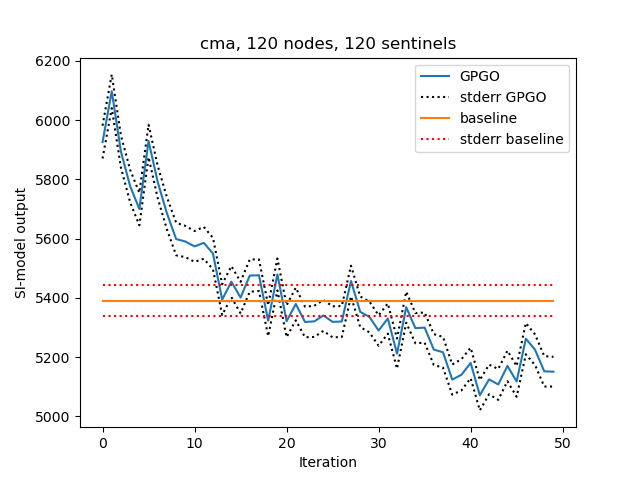 cma, 120 nodes, 120 sentinels
SI-model output
6200
6000
5800
5600
5400
5200
5000
GPGO
stderr GPGO
baseline
stderr baseline
0 10 20 30 40 50
Iteration